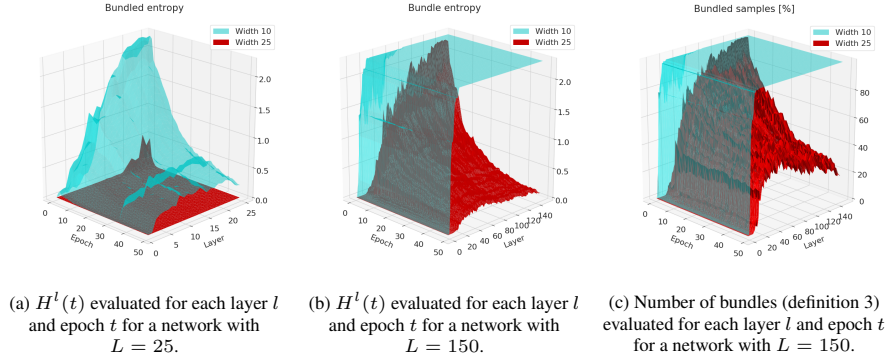 Bundled entropy
Width 10
Width 25
2.0
1.5
1.0
0.5
0.0
0
10
20
30
40
50
Epoch
0
5
10
15
20
25
Layer
Bundle entropy
Width 10
Width 25
2.0
1.5
1.0
0.5
0.0
0
10
20
30
40
50
Epoch
0
20
40
60
80
100
120
140
Layer
Bundled samples [%]
Width 10
Width 25
80
60
40
20
0
0
10
20
30
40
50
Epoch
0
20
40
60
80
100
120
140
Layer
(a) H^l(t) evaluated for each layer l
and epoch t for a network with
L = 25.
(b) H^l(t) evaluated for each layer l
and epoch t for a network with
L = 150.
(c) Number of bundles (definition 3)
evaluated for each layer l and epoch t
for a network with L = 150.